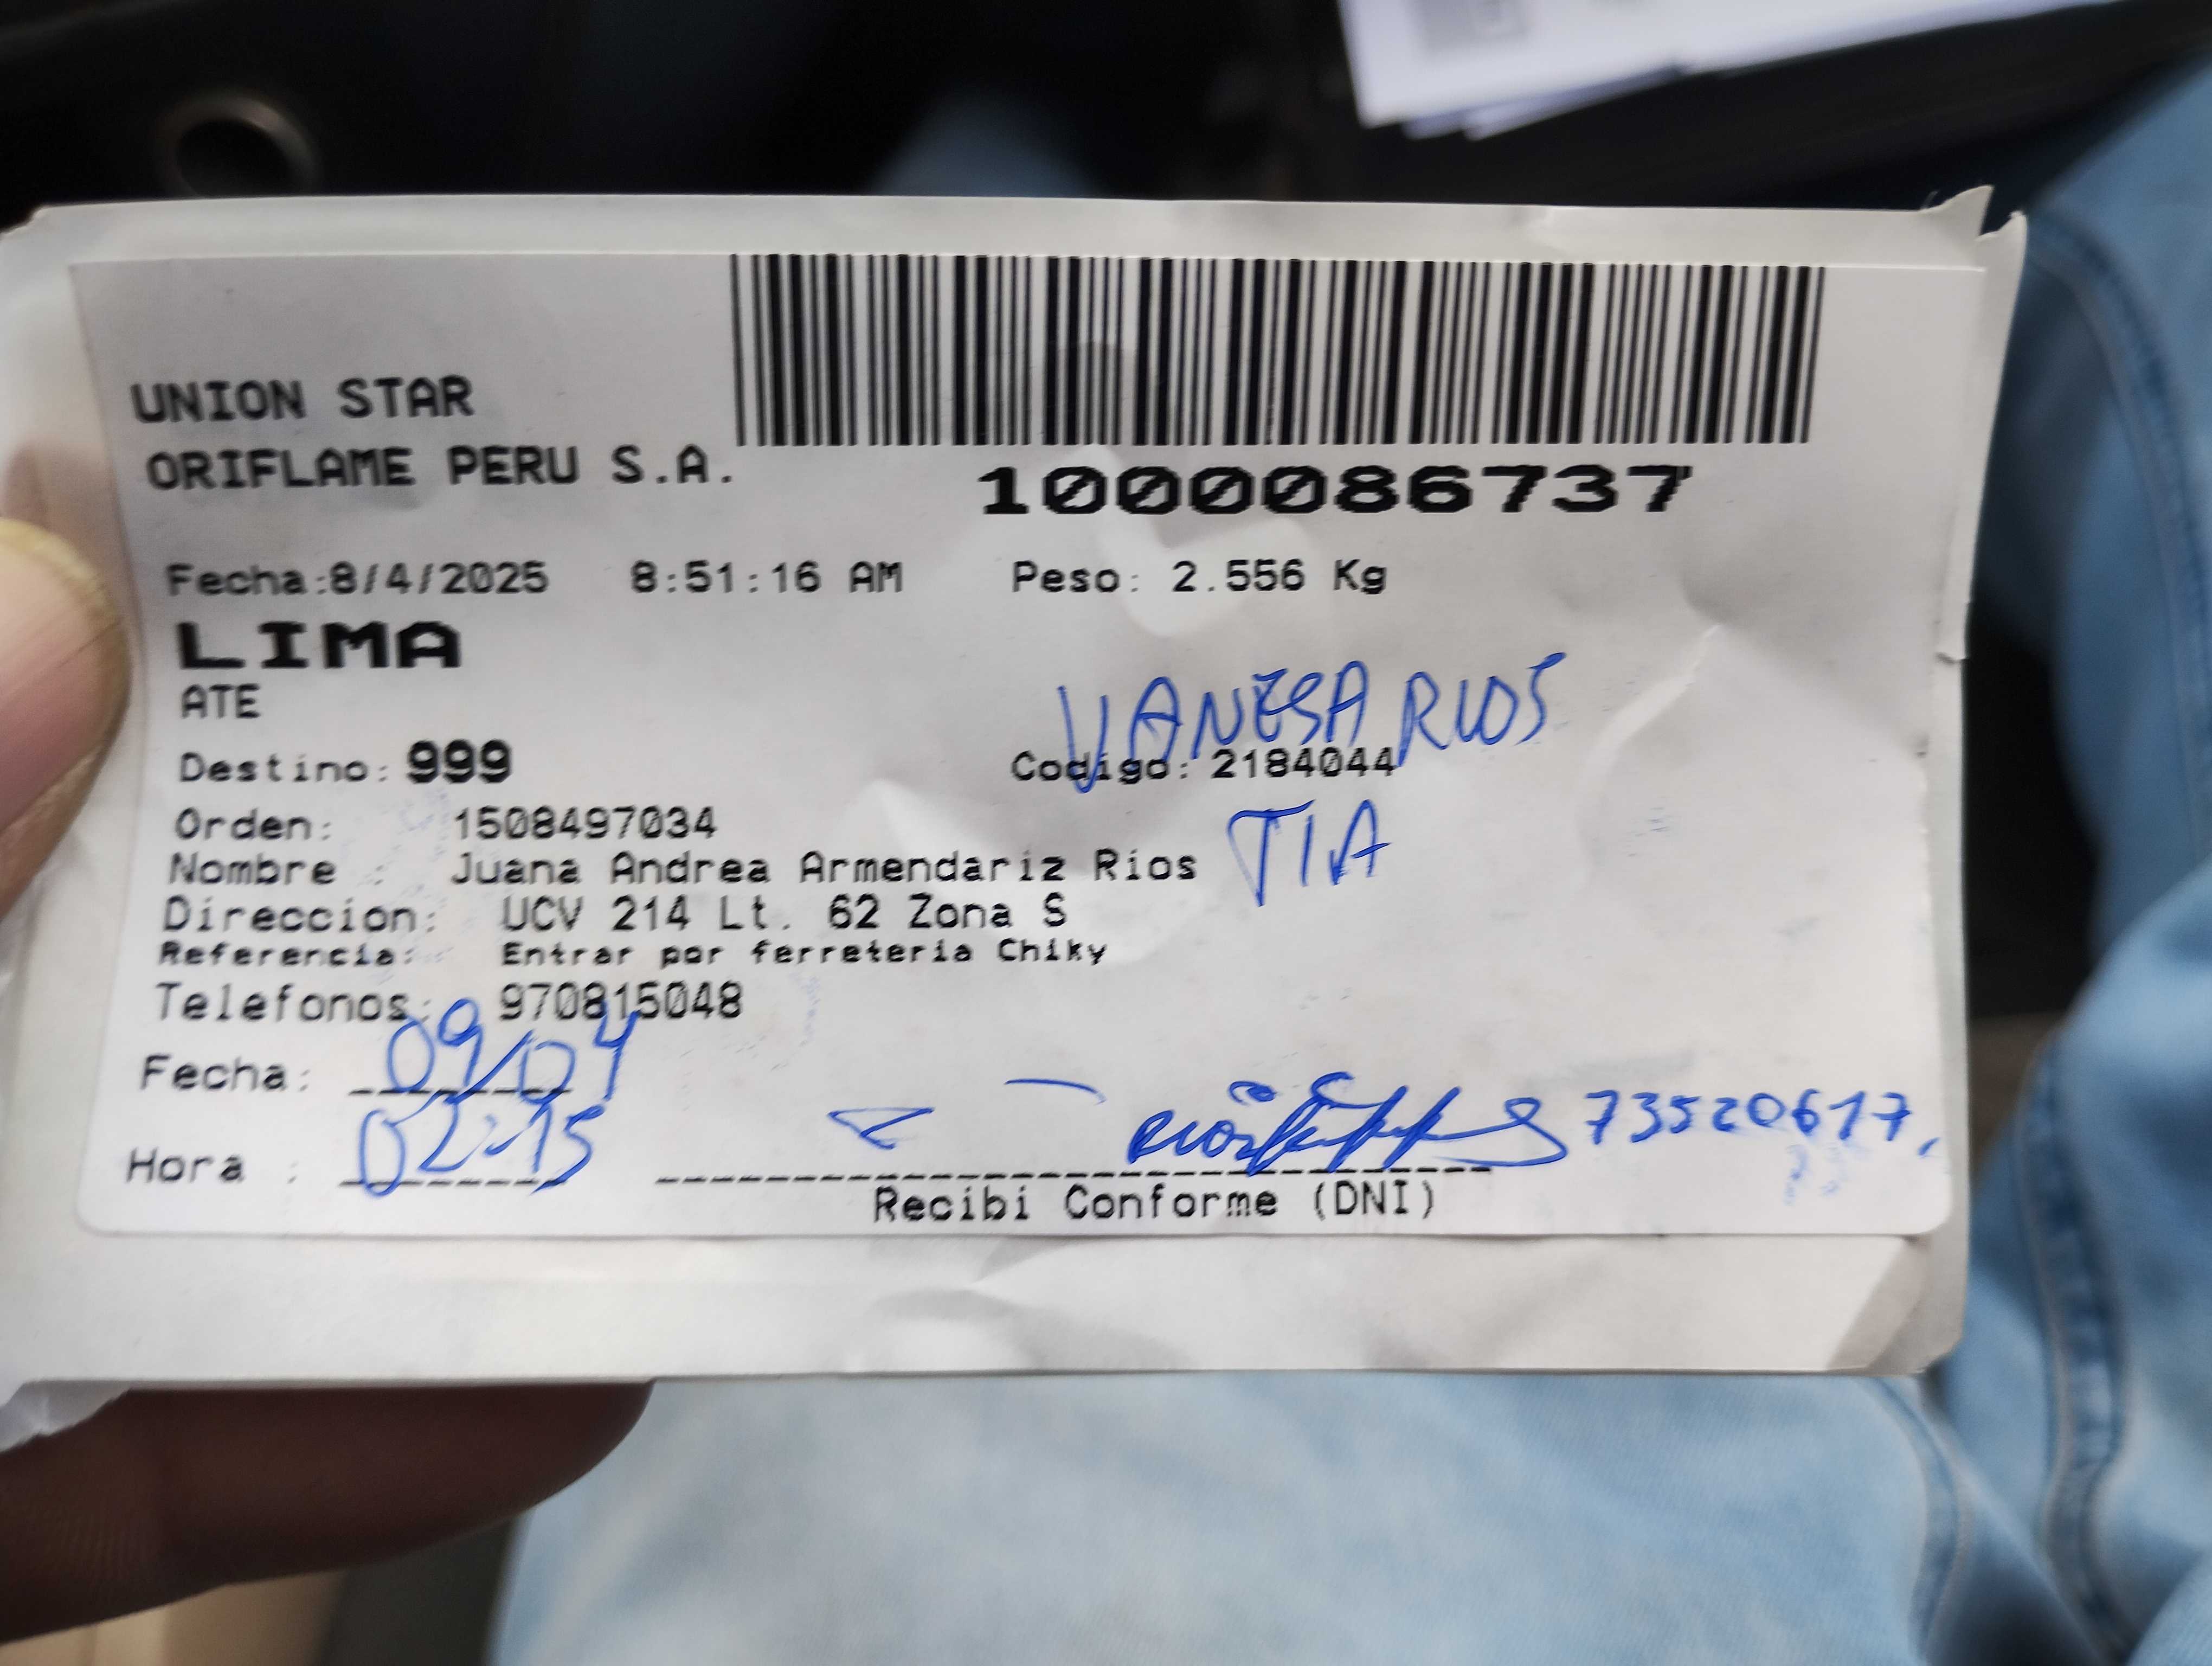 UNION STAR
ORIFLAME PERU S.A.
1000086737
Fecha:8/4/2025 8:51:16 AM Peso: 2.556 Kg
LIMA
ATE
VANESA RIOS
Destino: 999 Codigo: 2184044
TIA
Orden: 1508497034
Nombre : Juana Andrea Armendariz Rios
Direccion: UCV 214 Lt. 62 Zona S
Referencia: Entrar por ferreteria Chiky
Telefonos: 970815048
Fecha: 09/04
Hora : 02:15 73520617.
Recibi Conforme (DNI)